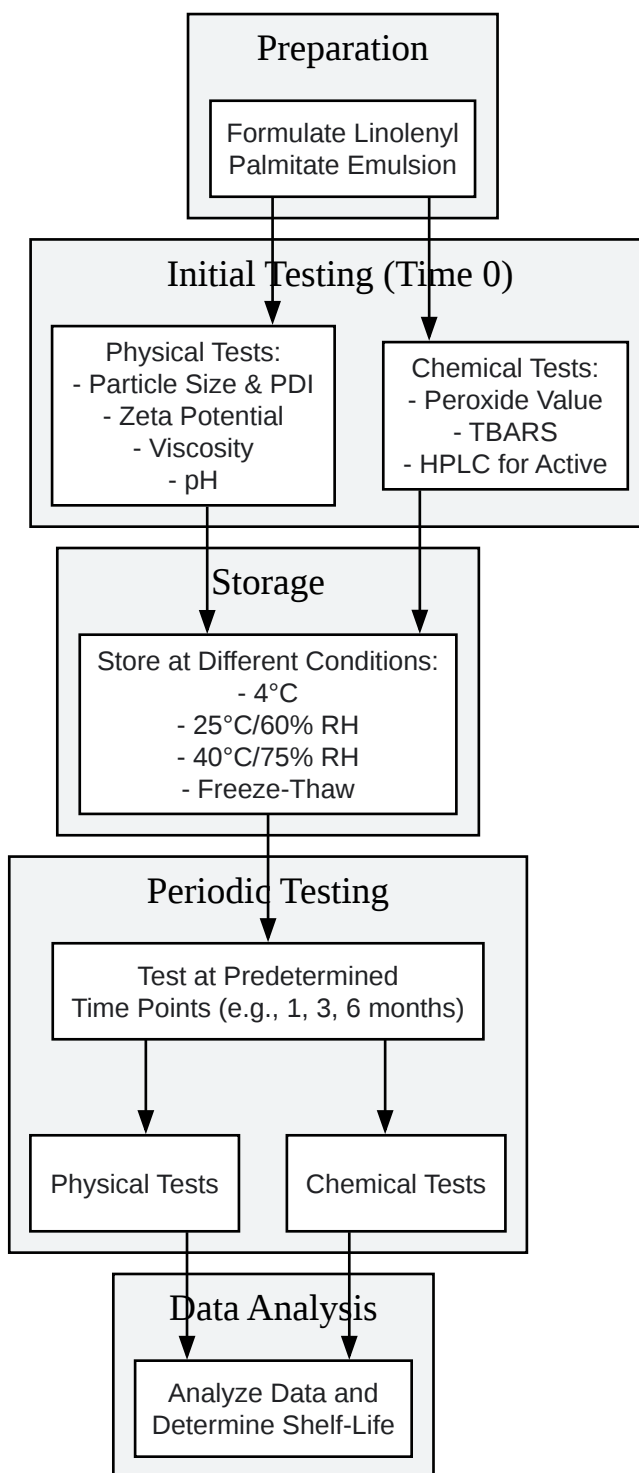 Preparation
Formulate Linolenyl
Palmitate Emulsion
Initial Testing (Time 0)
Physical Tests:
- Particle Size & PDI
- Zeta Potential
- Viscosity
- pH
Chemical Tests:
- Peroxide Value
- TBARS
- HPLC for Active
Storage
Store at Different Conditions:
- 4°C
- 25°C/60% RH
- 40°C/75% RH
- Freeze-Thaw
Periodic Testing
Test at Predetermined
Time Points (e.g., 1, 3, 6 months)
Physical Tests
Chemical Tests
Data Analysis
Analyze Data and
Determine Shelf-Life